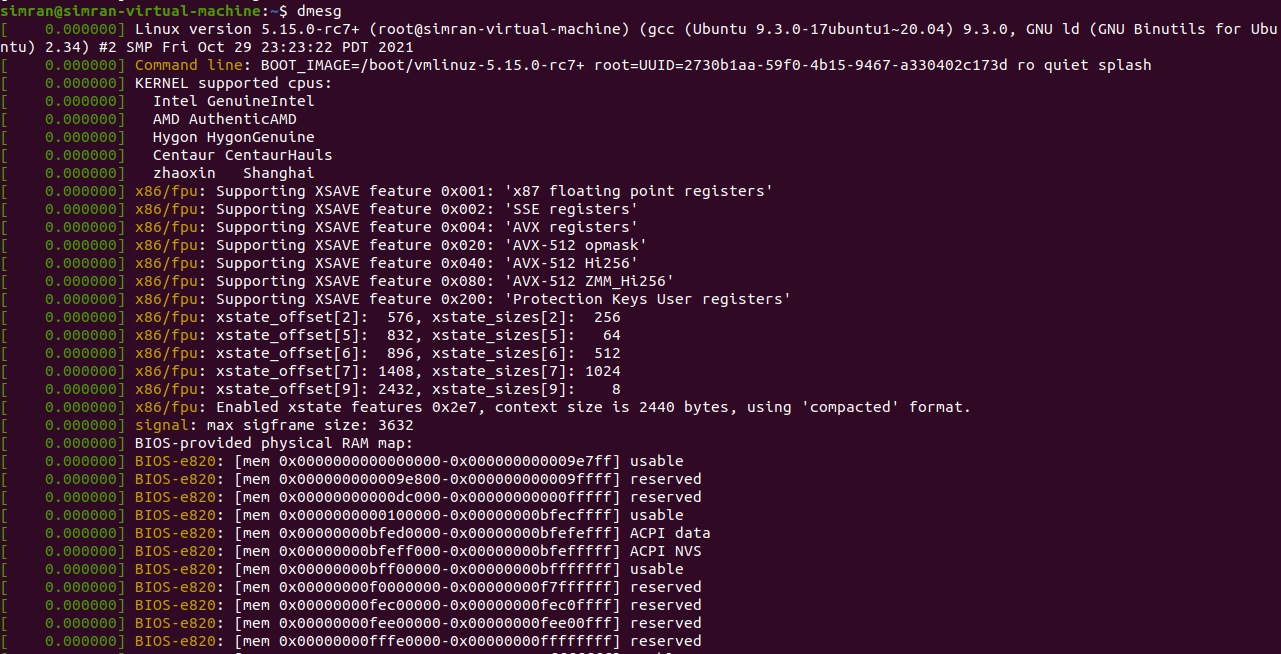 simran@simran-virtual-machine:~$ dmesg
[    0.000000] Linux version 5.15.0-rc7+ (root@simran-virtual-machine) (gcc (Ubuntu 9.3.0-17ubuntu1~20.04) 9.3.0, GNU ld (GNU Binutils for Ubu
ntu) 2.34) #2 SMP Fri Oct 29 23:23:22 PDT 2021
[    0.000000] Command line: BOOT_IMAGE=/boot/vmlinuz-5.15.0-rc7+ root=UUID=2730b1aa-59f0-4b15-9467-a330402c173d ro quiet splash
[    0.000000] KERNEL supported cpus:
[    0.000000]   Intel GenuineIntel
[    0.000000]   AMD AuthenticAMD
[    0.000000]   Hygon HygonGenuine
[    0.000000]   Centaur CentaurHauls
[    0.000000]   zhaoxin   Shanghai
[    0.000000] x86/fpu: Supporting XSAVE feature 0x001: 'x87 floating point registers'
[    0.000000] x86/fpu: Supporting XSAVE feature 0x002: 'SSE registers'
[    0.000000] x86/fpu: Supporting XSAVE feature 0x004: 'AVX registers'
[    0.000000] x86/fpu: Supporting XSAVE feature 0x020: 'AVX-512 opmask'
[    0.000000] x86/fpu: Supporting XSAVE feature 0x040: 'AVX-512 Hi256'
[    0.000000] x86/fpu: Supporting XSAVE feature 0x080: 'AVX-512 ZMM_Hi256'
[    0.000000] x86/fpu: Supporting XSAVE feature 0x200: 'Protection Keys User registers'
[    0.000000] x86/fpu: xstate_offset[2]:  576, xstate_sizes[2]:  256
[    0.000000] x86/fpu: xstate_offset[5]:  832, xstate_sizes[5]:   64
[    0.000000] x86/fpu: xstate_offset[6]:  896, xstate_sizes[6]:  512
[    0.000000] x86/fpu: xstate_offset[7]: 1408, xstate_sizes[7]: 1024
[    0.000000] x86/fpu: xstate_offset[9]: 2432, xstate_sizes[9]:    8
[    0.000000] x86/fpu: Enabled xstate features 0x2e7, context size is 2440 bytes, using 'compacted' format.
[    0.000000] signal: max sigframe size: 3632
[    0.000000] BIOS-provided physical RAM map:
[    0.000000] BIOS-e820: [mem 0x0000000000000000-0x000000000009e7ff] usable
[    0.000000] BIOS-e820: [mem 0x000000000009e800-0x000000000009ffff] reserved
[    0.000000] BIOS-e820: [mem 0x00000000000dc000-0x00000000000fffff] reserved
[    0.000000] BIOS-e820: [mem 0x0000000000100000-0x00000000bfecffff] usable
[    0.000000] BIOS-e820: [mem 0x00000000bfed0000-0x00000000bfefefff] ACPI data
[    0.000000] BIOS-e820: [mem 0x00000000bfeff000-0x00000000bfefffff] ACPI NVS
[    0.000000] BIOS-e820: [mem 0x00000000bff00000-0x00000000bfffffff] usable
[    0.000000] BIOS-e820: [mem 0x00000000f0000000-0x00000000f7ffffff] reserved
[    0.000000] BIOS-e820: [mem 0x00000000fec00000-0x00000000fec0ffff] reserved
[    0.000000] BIOS-e820: [mem 0x00000000fee00000-0x00000000fee00fff] reserved
[    0.000000] BIOS-e820: [mem 0x00000000fffe0000-0x00000000ffffffff] reserved